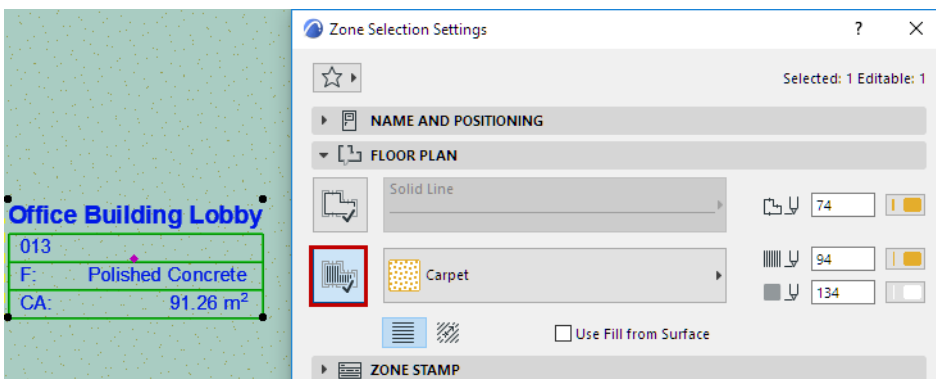 Office Building Lobby
013
F: Polished Concrete
CA: 91.26 m²
Zone Selection Settings ?
Selected: 1 Editable: 1
NAME AND POSITIONING
FLOOR PLAN
Solid Line
74
Carpet
94
134
Use Fill from Surface
ZONE STAMP